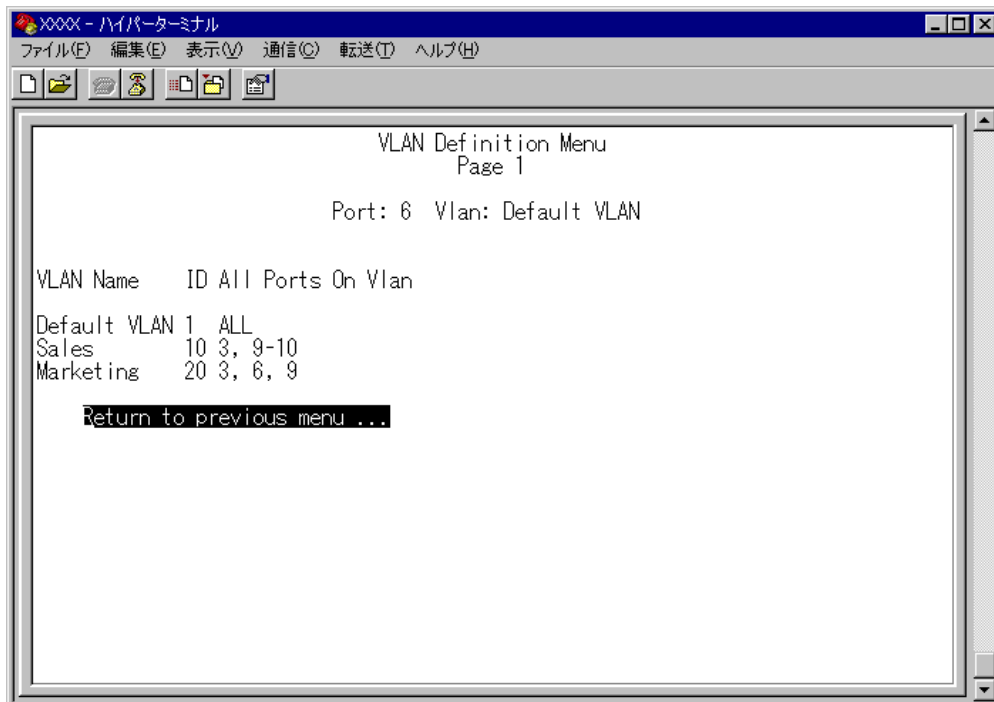 XXXX - ハイパーターミナル
ファイル(F) 編集(E) 表示(V) 通信(C) 転送(T) ヘルプ(H)
VLAN Definition Menu
Page 1
Port: 6 Vlan: Default VLAN
VLAN Name ID All Ports On Vlan
Default VLAN 1 ALL
Sales 10 3, 9-10
Marketing 20 3, 6, 9
Return to previous menu ...